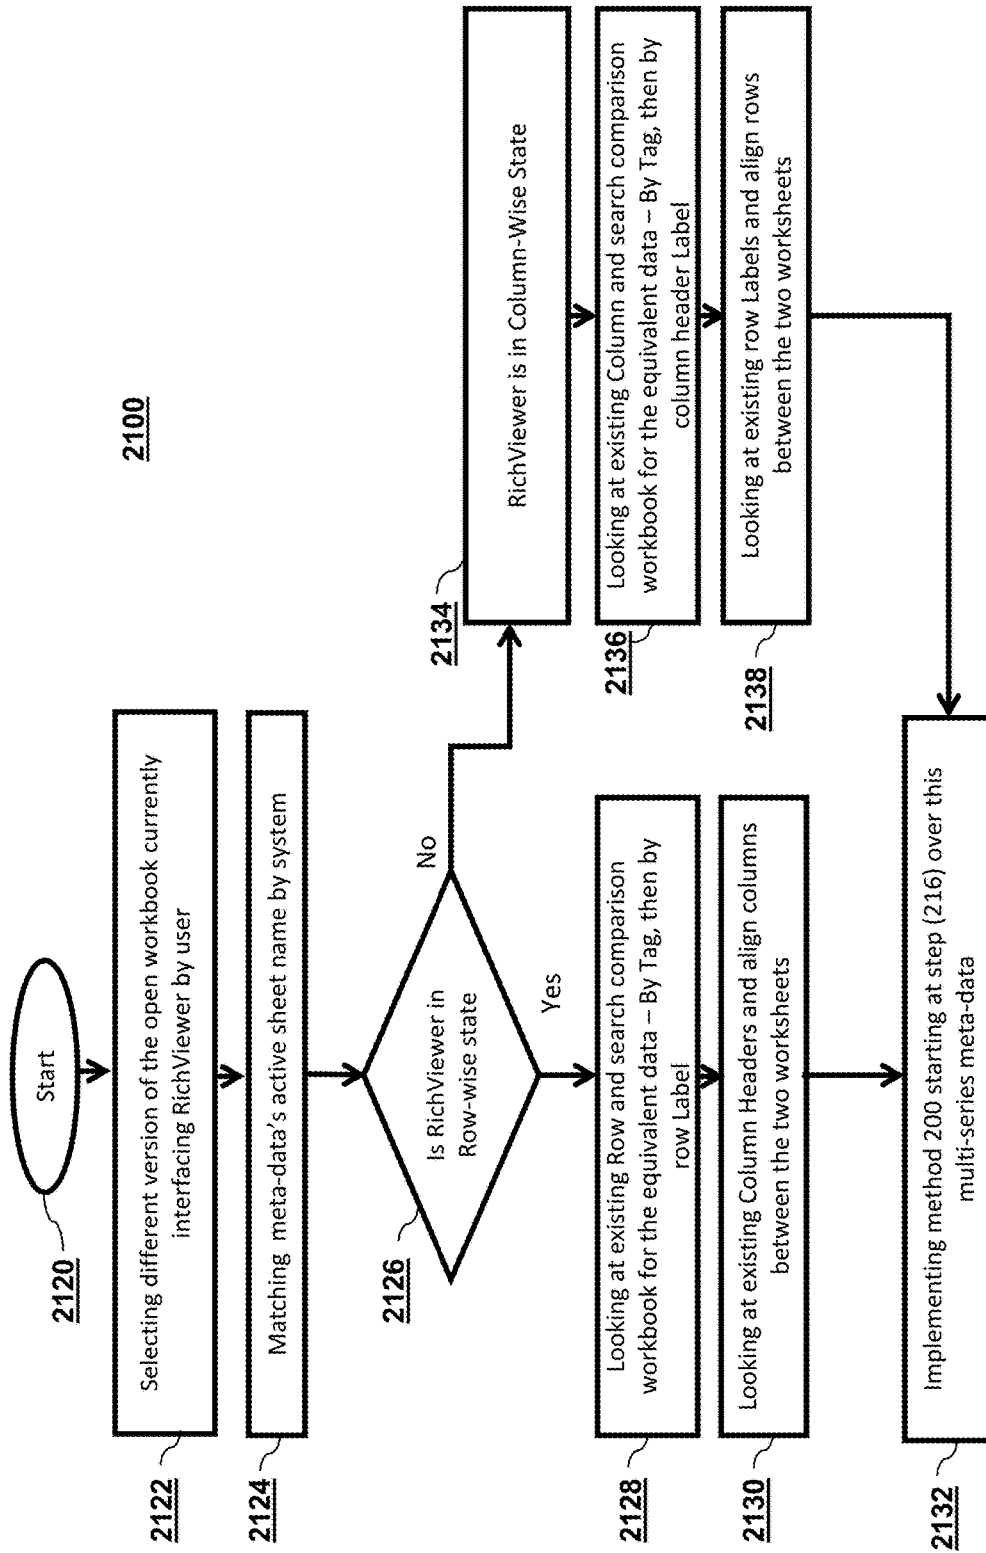 2100
Start
2120
Selecting different version of the open workbook currently
interfacing RichViewer by user
2122
Matching meta-data's active sheet name by system
2124
Is RichViewer in
Row-wise state
2126
No
Yes
RichViewer is in Column-Wise State
2134
Looking at existing Row and search comparison
workbook for the equivalent data – By Tag, then by
row Label
2128
Looking at existing Column and search comparison
workbook for the equivalent data – By Tag, then by
column header Label
2136
Looking at existing Column Headers and align columns
between the two worksheets
2130
Looking at existing row Labels and align rows
between the two worksheets
2138
Implementing method 200 starting at step (216) over this
multi-series meta-data
2132